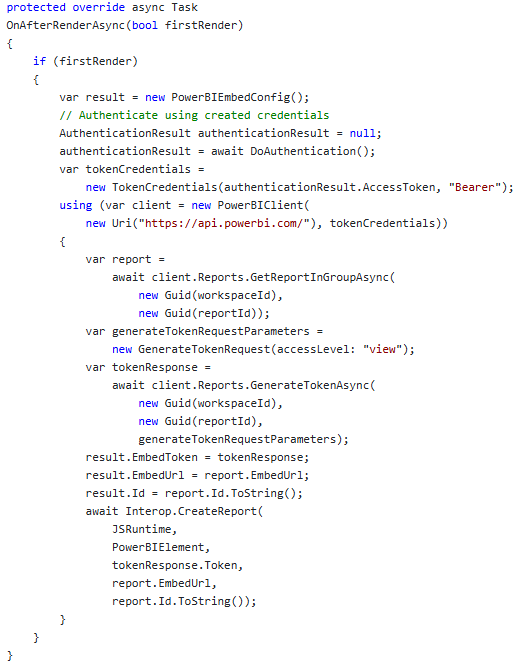 protected override async Task
OnAfterRenderAsync(bool firstRender)
{
    if (firstRender)
    {
        var result = new PowerBIEmbedConfig();
        // Authenticate using created credentials
        AuthenticationResult authenticationResult = null;
        authenticationResult = await DoAuthentication();
        var tokenCredentials =
            new TokenCredentials(authenticationResult.AccessToken, "Bearer");
        using (var client = new PowerBIClient(
            new Uri("https://api.powerbi.com/"), tokenCredentials))
        {
            var report =
                await client.Reports.GetReportInGroupAsync(
                    new Guid(workspaceId),
                    new Guid(reportId));
            var generateTokenRequestParameters =
                new GenerateTokenRequest(accessLevel: "view");
            var tokenResponse =
                await client.Reports.GenerateTokenAsync(
                    new Guid(workspaceId),
                    new Guid(reportId),
                    generateTokenRequestParameters);
            result.EmbedToken = tokenResponse;
            result.EmbedUrl = report.EmbedUrl;
            result.Id = report.Id.ToString();
            await Interop.CreateReport(
                JSRuntime,
                PowerBIElement,
                tokenResponse.Token,
                report.EmbedUrl,
                report.Id.ToString());
        }
    }
}